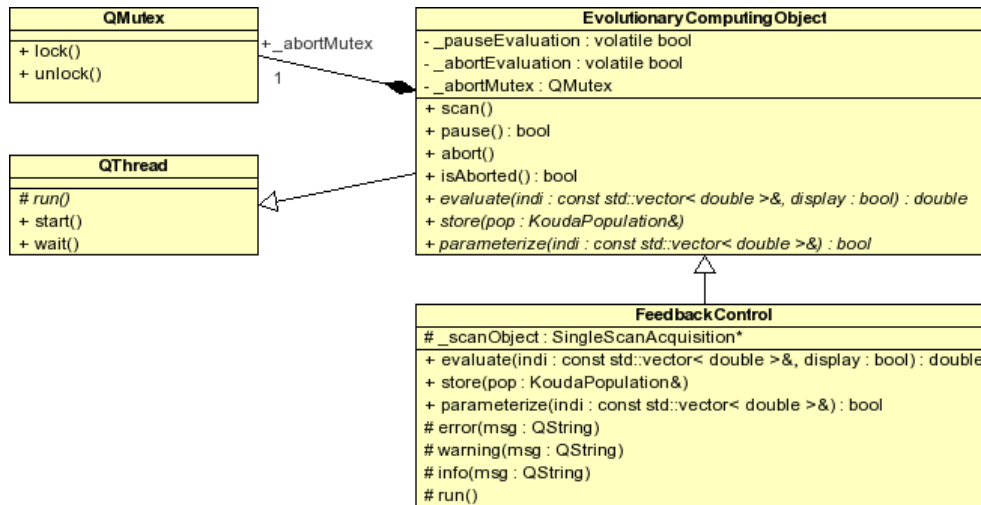 QMutex
+ lock()
+ unlock()
+_abortMutex
1
EvolutionaryComputingObject
- _pauseEvaluation : volatile bool
- _abortEvaluation : volatile bool
- _abortMutex : QMutex
+ scan()
+ pause() : bool
+ abort()
+ isAborted() : bool
+ evaluate(indi : const std::vector< double >&, display : bool) : double
+ store(pop : KoudaPopulation&)
+ parameterize(indi : const std::vector< double >&) : bool
QThread
# run()
+ start()
+ wait()
FeedbackControl
# _scanObject : SingleScanAcquisition*
+ evaluate(indi : const std::vector< double >&, display : bool) : double
+ store(pop : KoudaPopulation&)
+ parameterize(indi : const std::vector< double >&) : bool
# error(msg : QString)
# warning(msg : QString)
# info(msg : QString)
# run()